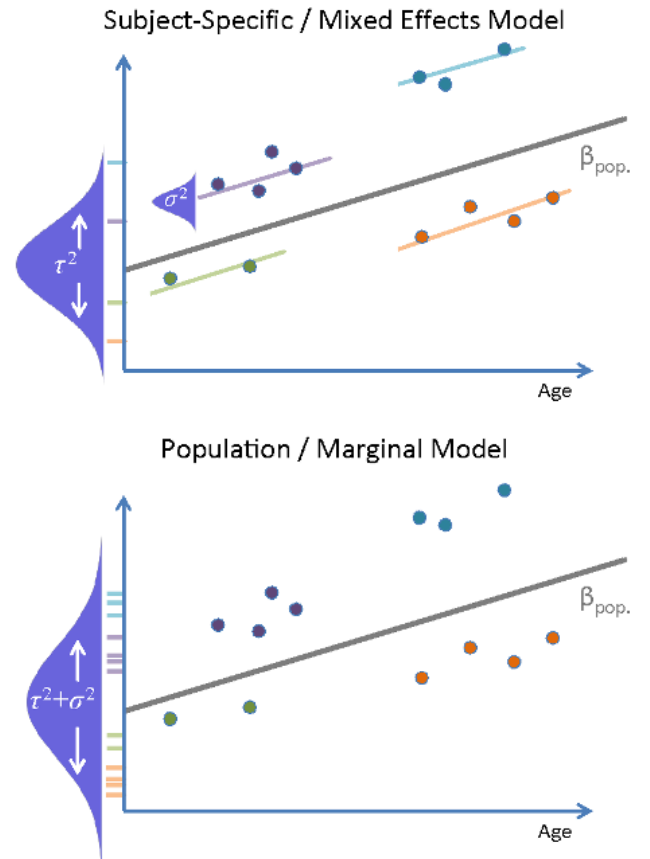 Subject-Specific / Mixed Effects Model
βpop.
σ²
τ²
Age
Population / Marginal Model
βpop.
τ²+σ²
Age